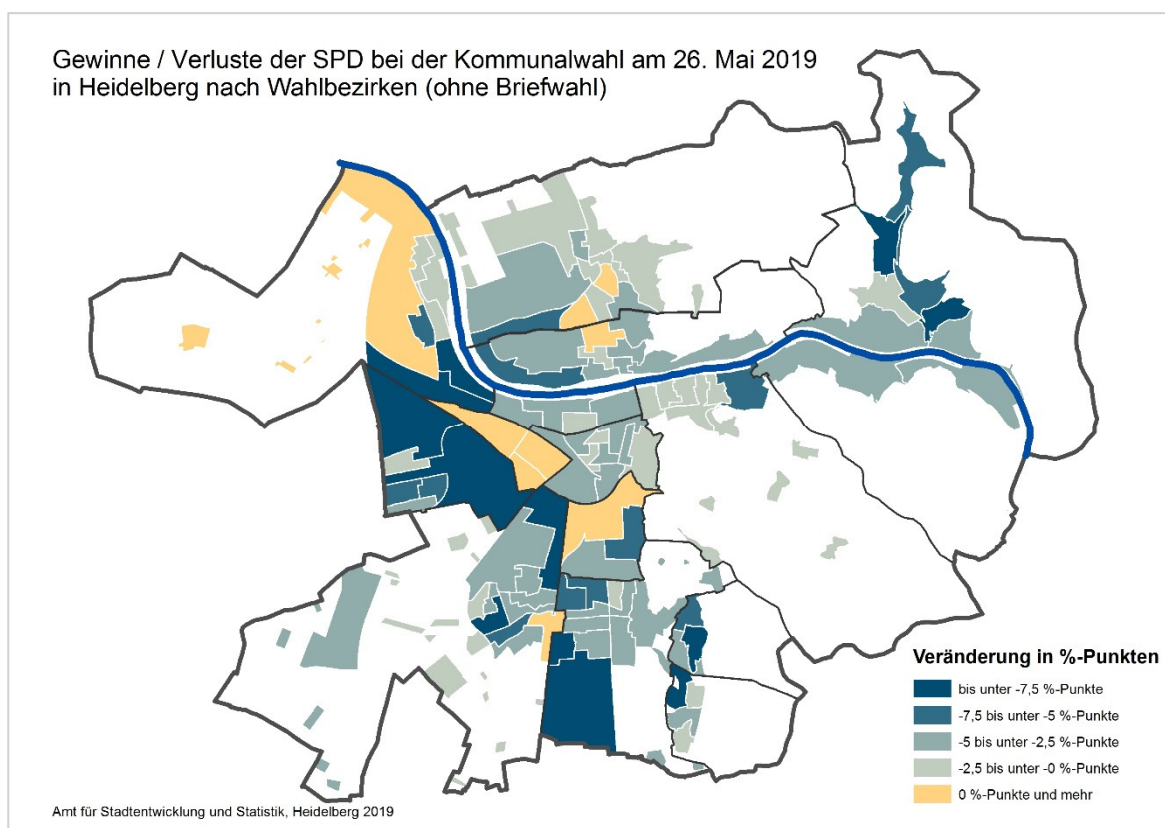 Gewinne / Verluste der SPD bei der Kommunalwahl am 26. Mai 2019
in Heidelberg nach Wahlbezirken (ohne Briefwahl)
Veränderung in %-Punkten
bis unter -7,5 %-Punkte
-7,5 bis unter -5 %-Punkte
-5 bis unter -2,5 %-Punkte
-2,5 bis unter -0 %-Punkte
0 %-Punkte und mehr
Amt für Stadtentwicklung und Statistik, Heidelberg 2019